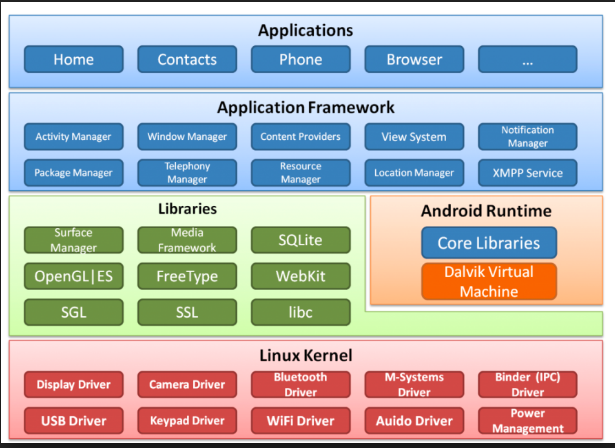 Applications
Home
Contacts
Phone
Browser
...
Application Framework
Activity Manager
Window Manager
Content Providers
View System
Notification
Manager
Package Manager
Telephony
Manager
Resource
Manager
Location Manager
XMPP Service
Libraries
Surface
Manager
Media
Framework
SQLite
OpenGL|ES
FreeType
WebKit
SGL
SSL
libc
Android Runtime
Core Libraries
Dalvik Virtual
Machine
Linux Kernel
Display Driver
Camera Driver
Bluetooth
Driver
M-Systems
Driver
Binder (IPC)
Driver
USB Driver
Keypad Driver
WiFi Driver
Auido Driver
Power
Management